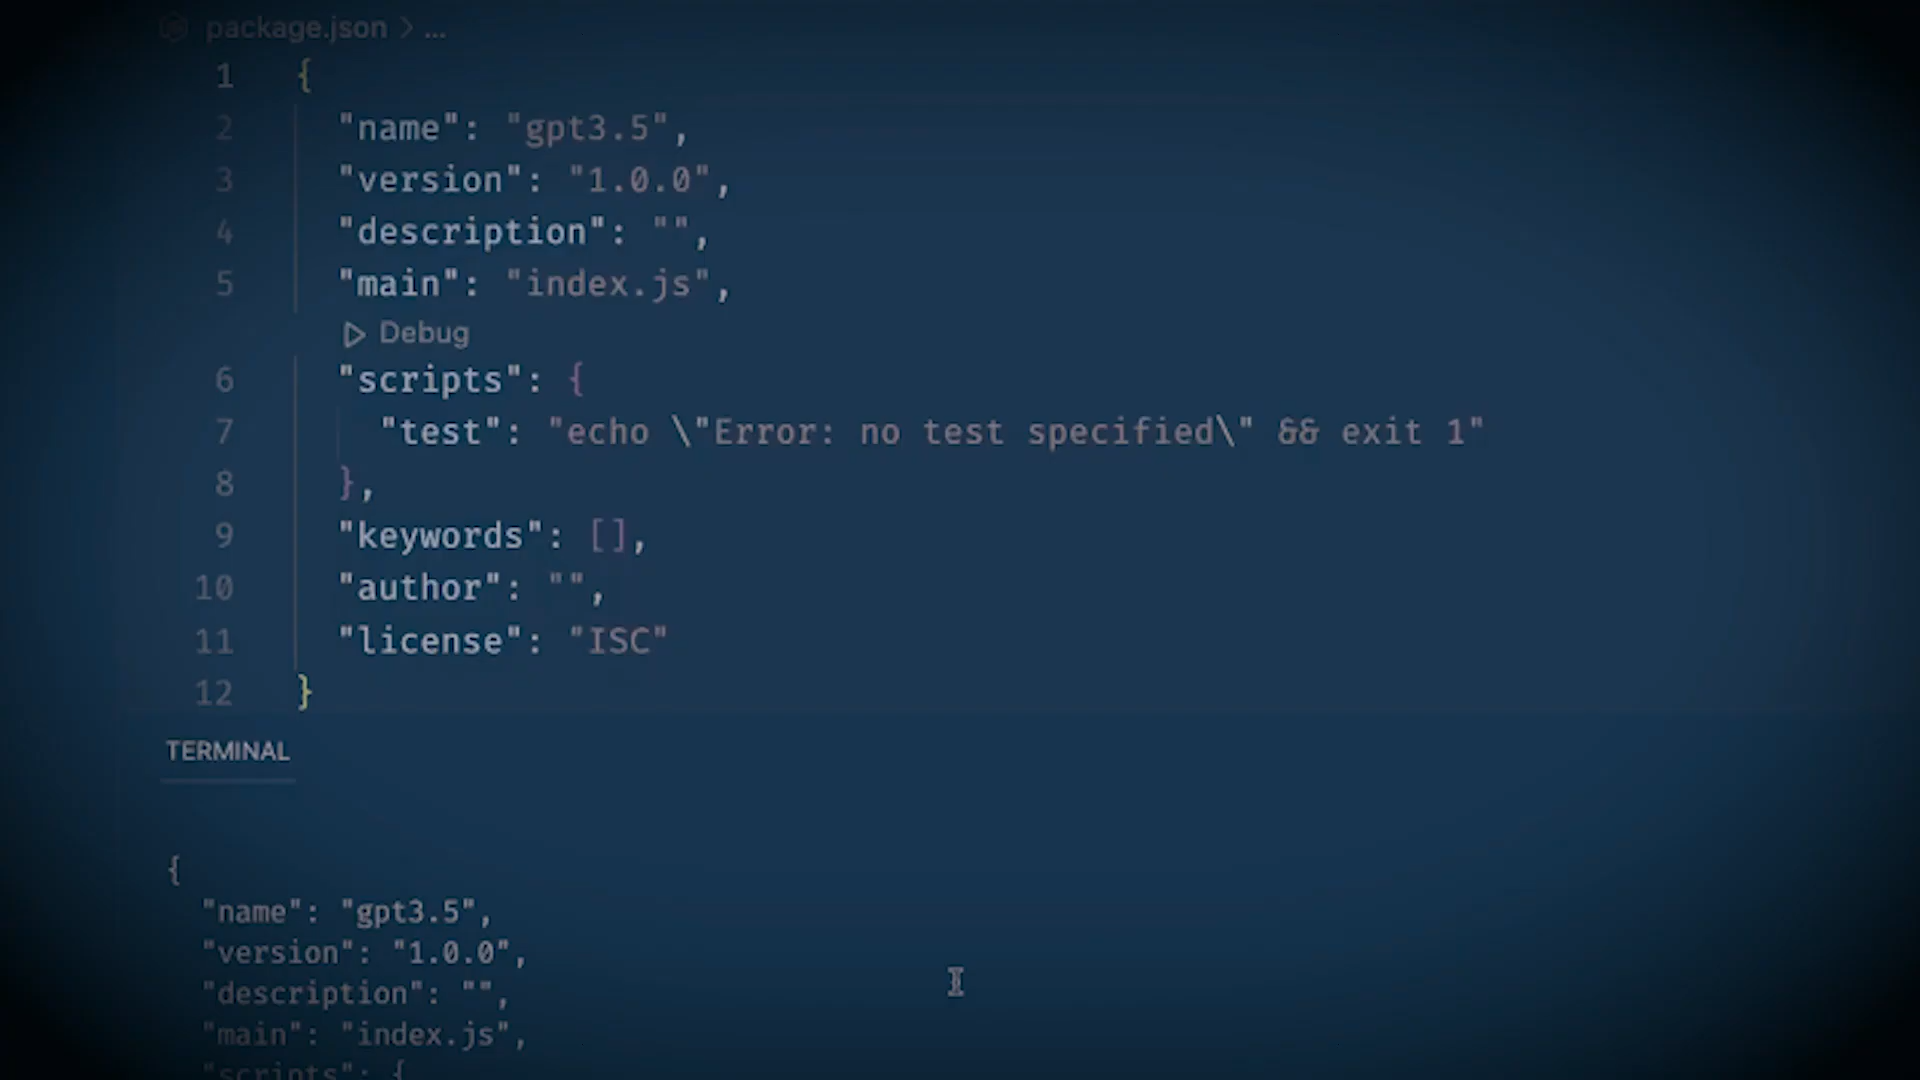 package.json > ...
1 {
2 "name": "gpt3.5",
3 "version": "1.0.0",
4 "description": "",
5 "main": "index.js",
Debug
6 "scripts": {
7 "test": "echo \"Error: no test specified\" && exit 1"
8 },
9 "keywords": [],
10 "author": "",
11 "license": "ISC"
12 }
TERMINAL
{
"name": "gpt3.5",
"version": "1.0.0",
"description": "",
"main": "index.js",
"scripts": {